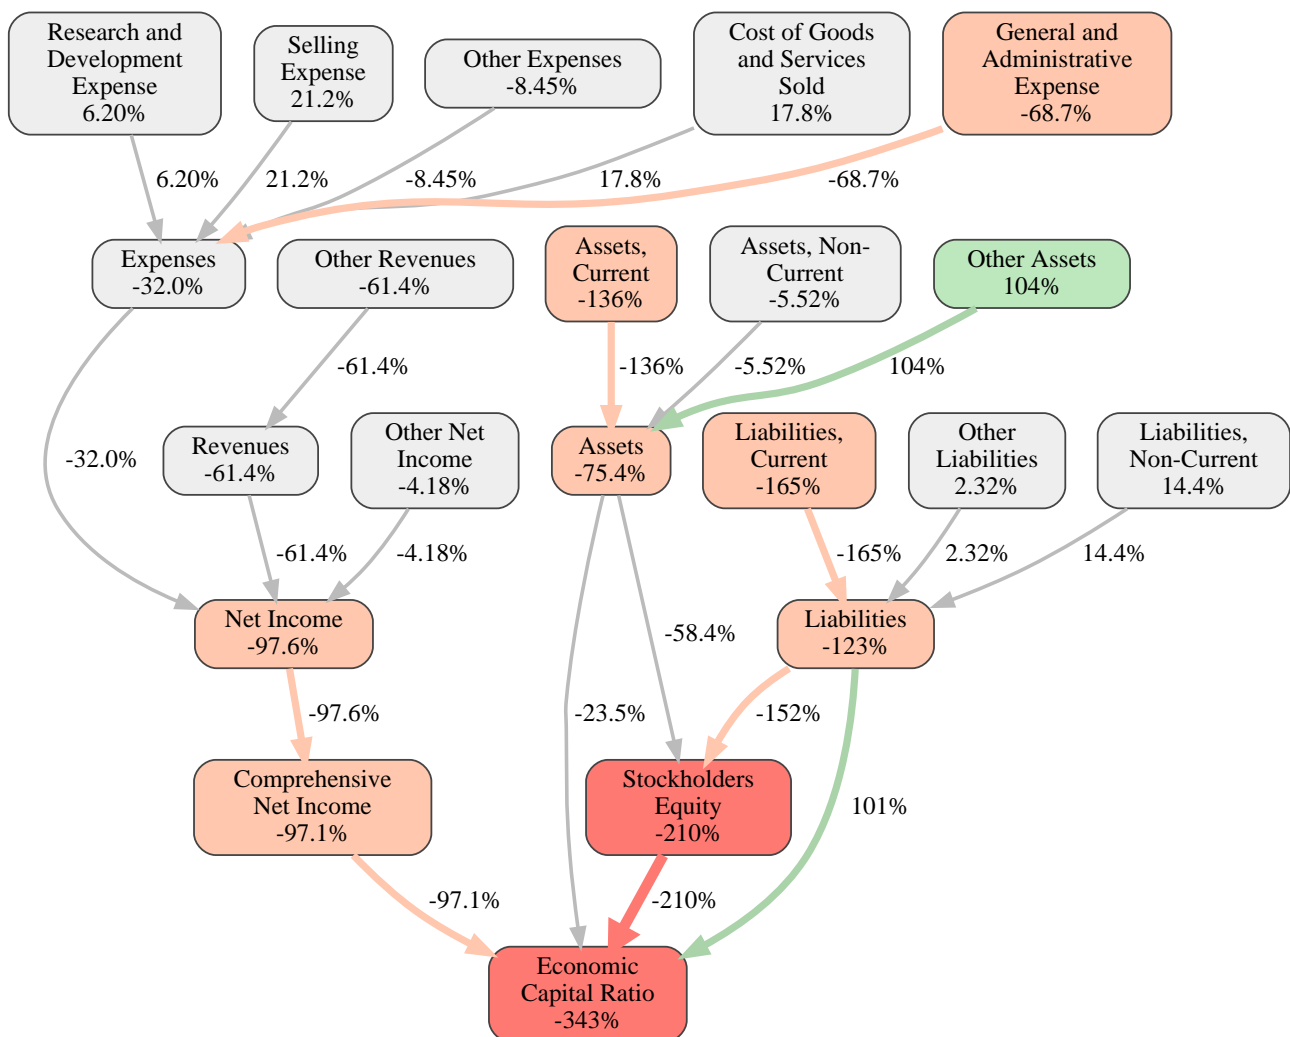 Research and
Development
Expense
6.20%
Selling
Expense
21.2%
Other Expenses
-8.45%
Cost of Goods
and Services
Sold
17.8%
General and
Administrative
Expense
-68.7%
6.20%
21.2%
-8.45%
17.8%
-68.7%
Expenses
-32.0%
Other Revenues
-61.4%
Assets,
Current
-136%
Assets, Non-
Current
-5.52%
Other Assets
104%
-61.4%
-136%
-5.52%
104%
-32.0%
Revenues
-61.4%
Other Net
Income
-4.18%
Assets
-75.4%
Liabilities,
Current
-165%
Other
Liabilities
2.32%
Liabilities,
Non-Current
14.4%
-61.4%
-4.18%
-165%
2.32%
14.4%
Net Income
-97.6%
-58.4%
Liabilities
-123%
-97.6%
-23.5%
-152%
Comprehensive
Net Income
-97.1%
Stockholders
Equity
-210%
101%
-97.1%
-210%
Economic
Capital Ratio
-343%